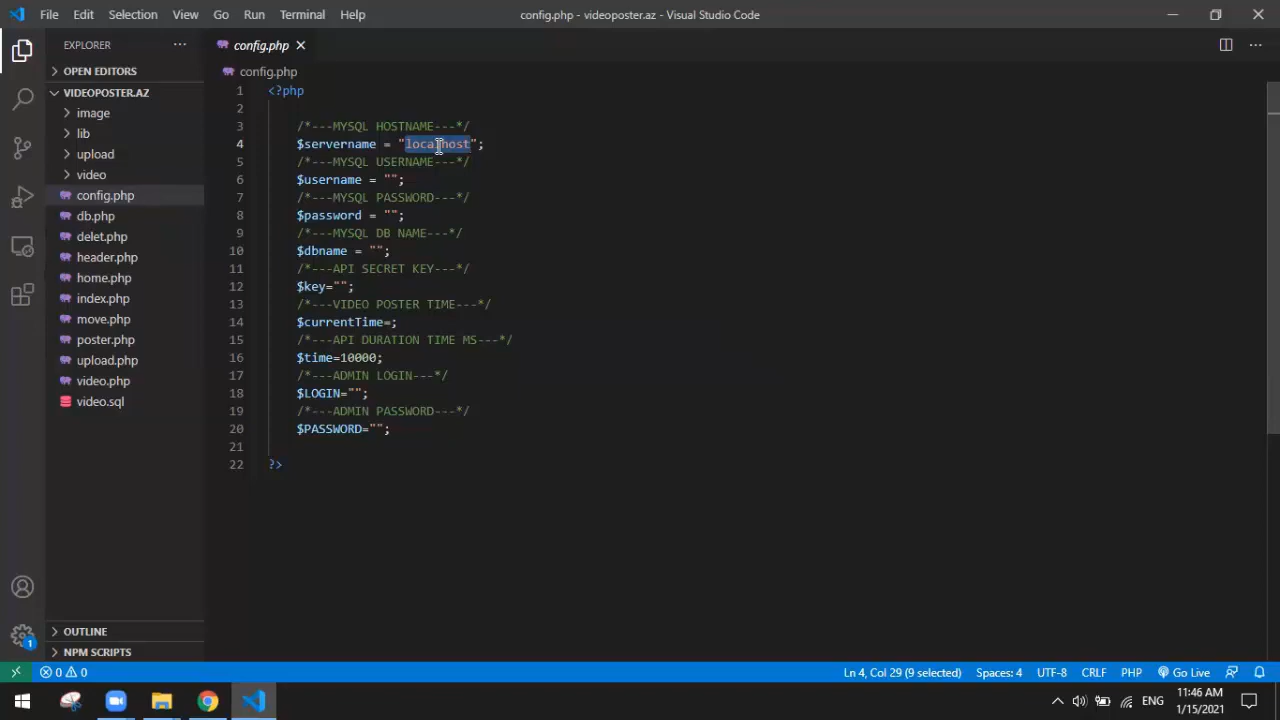 File Edit Selection View Go Run Terminal Help
config.php - videoposter.az - Visual Studio Code
EXPLORER
OPEN EDITORS
VIDEOPOSTER.AZ
image
lib
upload
video
config.php
db.php
delet.php
header.php
home.php
index.php
move.php
poster.php
upload.php
video.php
video.sql
OUTLINE
NPM SCRIPTS
config.php
config.php
1 <?php
2
3 /*---MYSQL HOSTNAME---*/
4 $servername = "localhost";
5 /*---MYSQL USERNAME---*/
6 $username = "";
7 /*---MYSQL PASSWORD---*/
8 $password = "";
9 /*---MYSQL DB NAME---*/
10 $dbname = "";
11 /*---API SECRET KEY---*/
12 $key="";
13 /*---VIDEO POSTER TIME---*/
14 $currentTime=;
15 /*---API DURATION TIME MS---*/
16 $time=10000;
17 /*---ADMIN LOGIN---*/
18 $LOGIN="";
19 /*---ADMIN PASSWORD---*/
20 $PASSWORD="";
21
22 ?>
1
0 0 Ln 4, Col 29 (9 selected) Spaces: 4 UTF-8 CRLF PHP Go Live
ENG
11:46 AM
1/15/2021